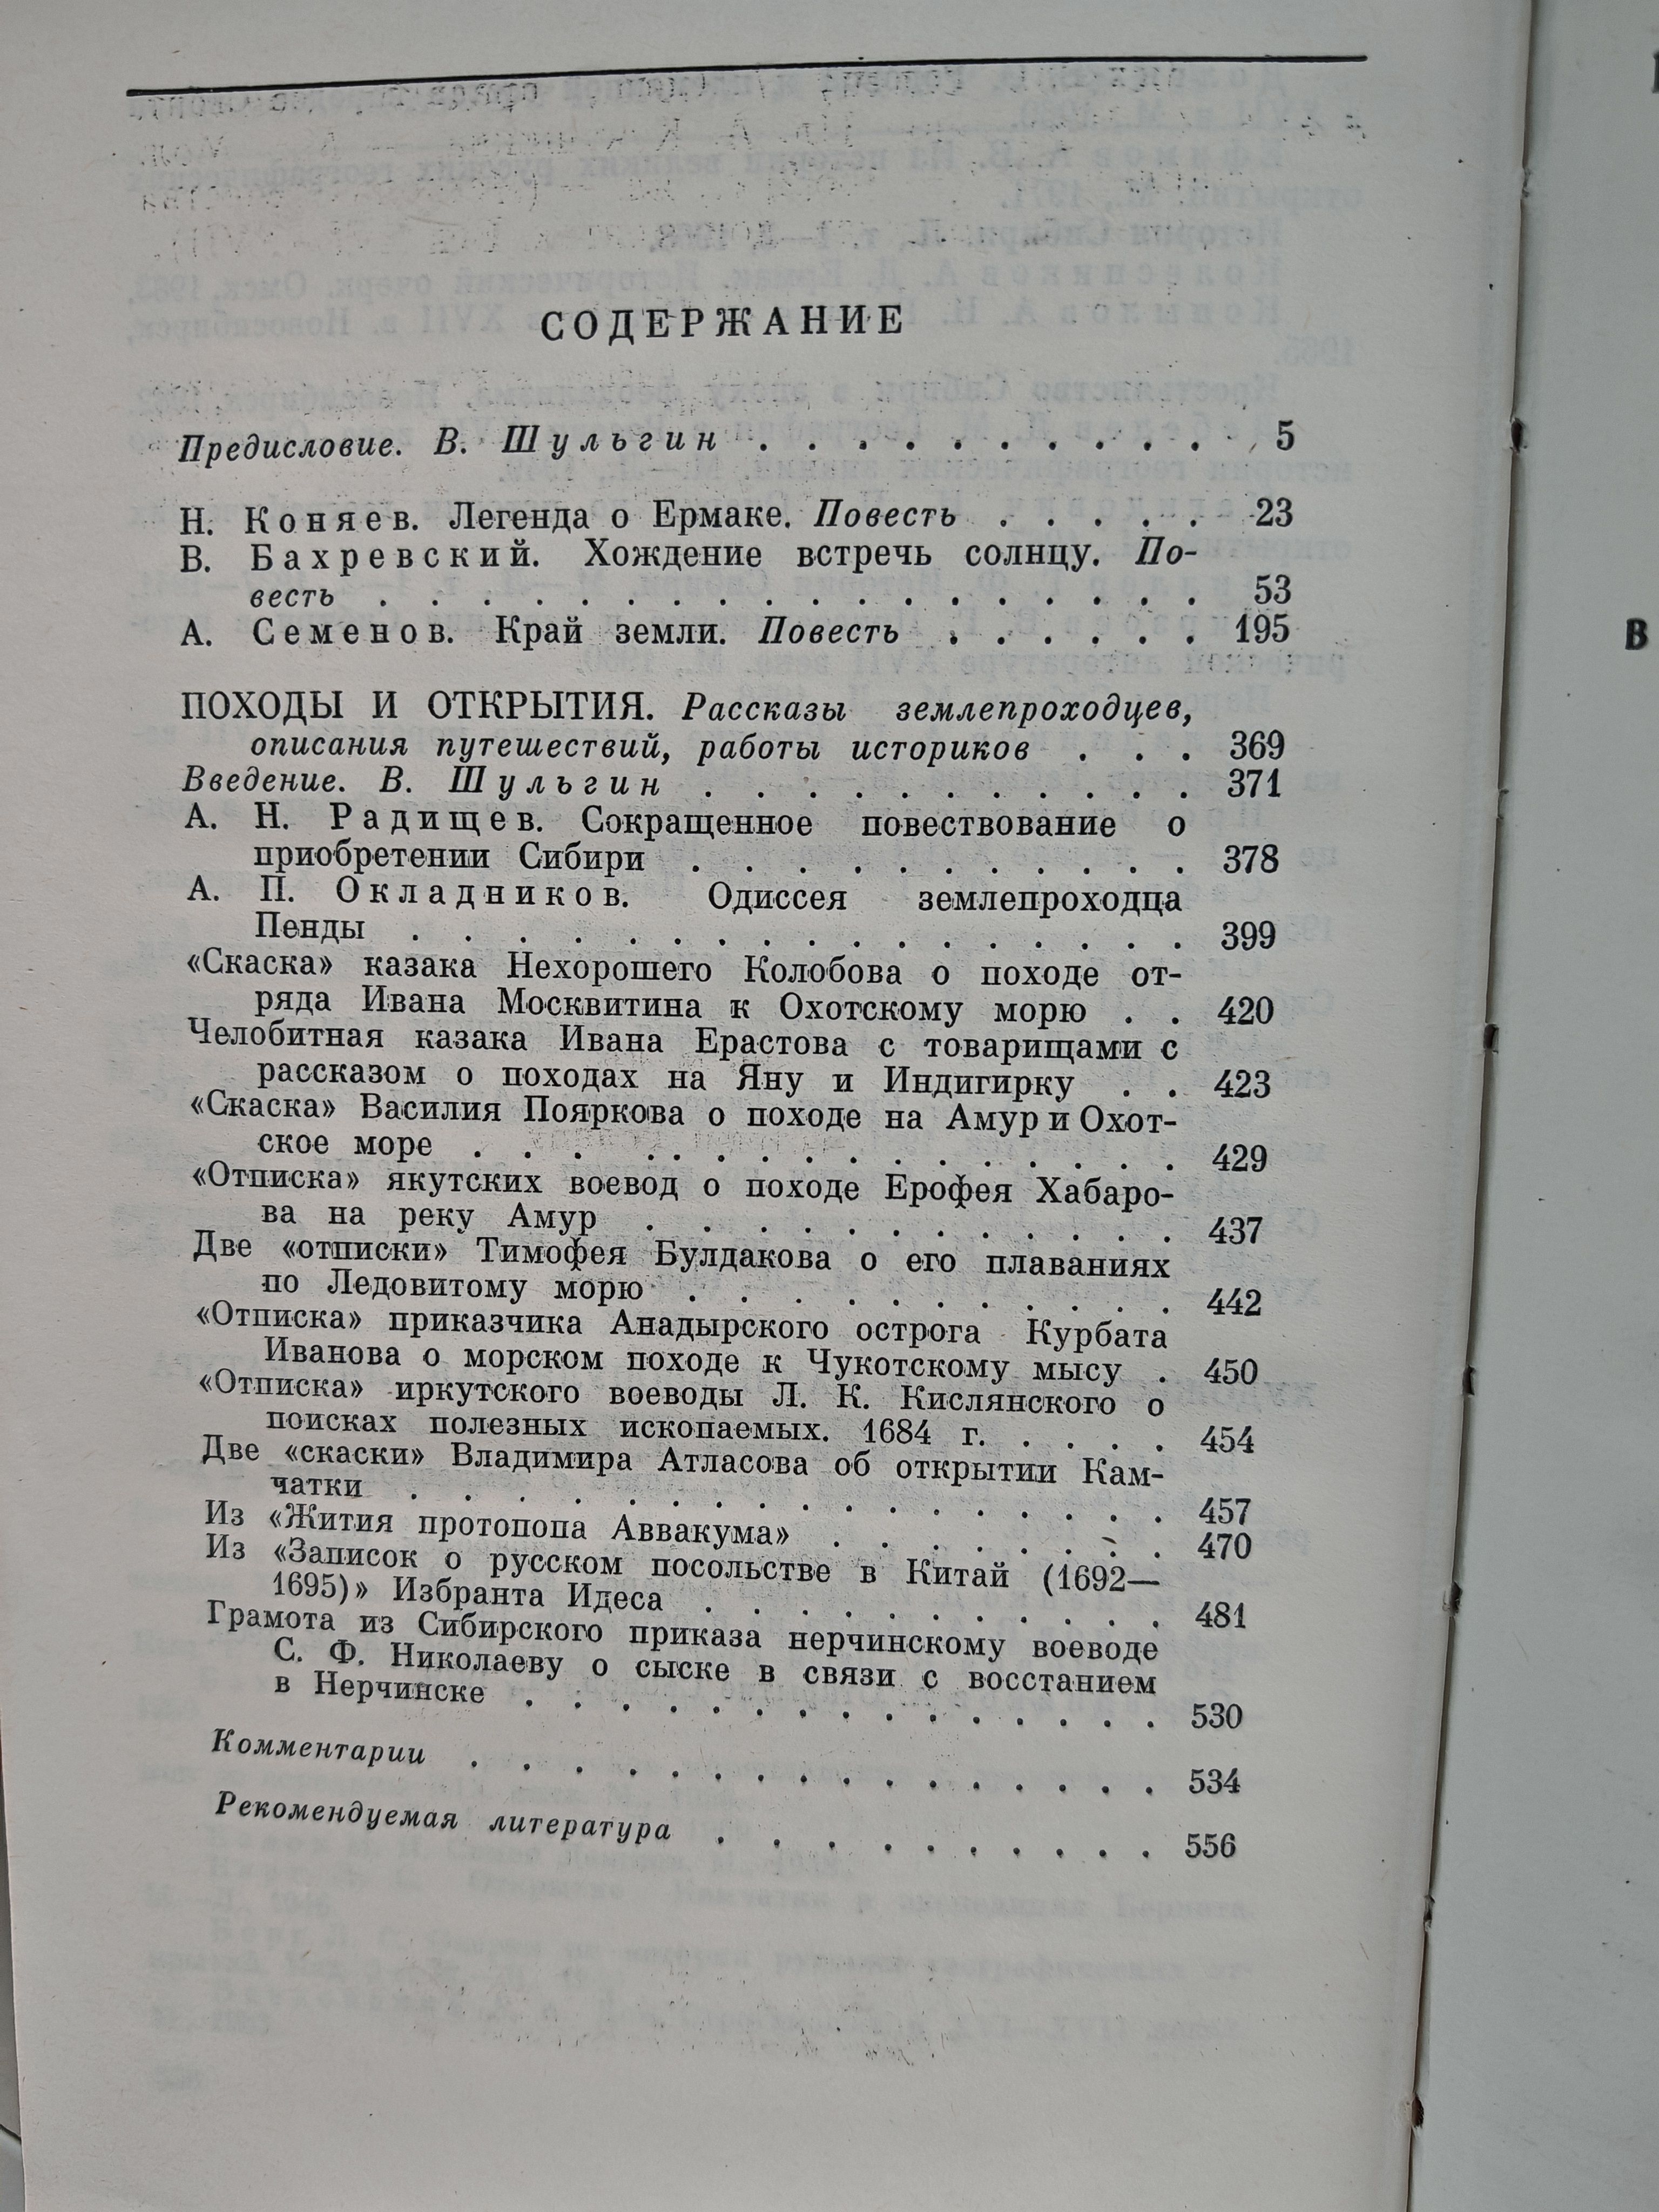 СОДЕРЖАНИЕ
Предисловие. В. Шульгин . . . . . . . . . . 5
Н. Коняев. Легенда о Ермаке. Повесть . . . . . 23
В. Бахревский. Хождение встречь солнцу. По-
весть . . . . . . . . . . . . . . . . . 53
А. Семенов. Край земли. Повесть . . . . . . 195
ПОХОДЫ И ОТКРЫТИЯ. Рассказы землепроходцев,
описания путешествий, работы историков . . . 369
Введение. В. Шульгин . . . . . . . . . . . 371
А. Н. Радищев. Сокращенное повествование о
приобретении Сибири . . . . . . . . . . . 378
А. П. Окладников. Одиссея землепроходца
Пенды . . . . . . . . . . . . . . . . 399
«Скаска» казака Нехорошего Колобова о походе от-
ряда Ивана Москвитина к Охотскому морю . . 420
Челобитная казака Ивана Ерастова с товарищами с
рассказом о походах на Яну и Индигирку . . 423
«Скаска» Василия Пояркова о походе на Амур и Охот-
ское море . . . . . . . . . . . . . . . 429
«Отписка» якутских воевод о походе Ерофея Хабаро-
ва на реку Амур . . . . . . . . . . . 437
Две «отписки» Тимофея Булдакова о его плаваниях
по Ледовитому морю . . . . . . . . . . . 442
«Отписка» приказчика Анадырского острога Курбата
Иванова о морском походе к Чукотскому мысу . 450
«Отписка» иркутского воеводы Л. К. Кислянского о
поисках полезных ископаемых. 1684 г. . . . . 454
Две «скаски» Владимира Атласова об открытии Кам-
чатки . . . . . . . . . . . . . . . . 457
Из «Жития протопопа Аввакума» . . . . . . . . 470
Из «Записок о русском посольстве в Китай (1692—
1695)» Избранта Идеса . . . . . . . . . . 481
Грамота из Сибирского приказа нерчинскому воеводе
С. Ф. Николаеву о сыске в связи с восстанием
в Нерчинске . . . . . . . . . . . . . . 530
Комментарии . . . . . . . . . . . . . . . 534
Рекомендуемая литература . . . . . . . . . . 556
В